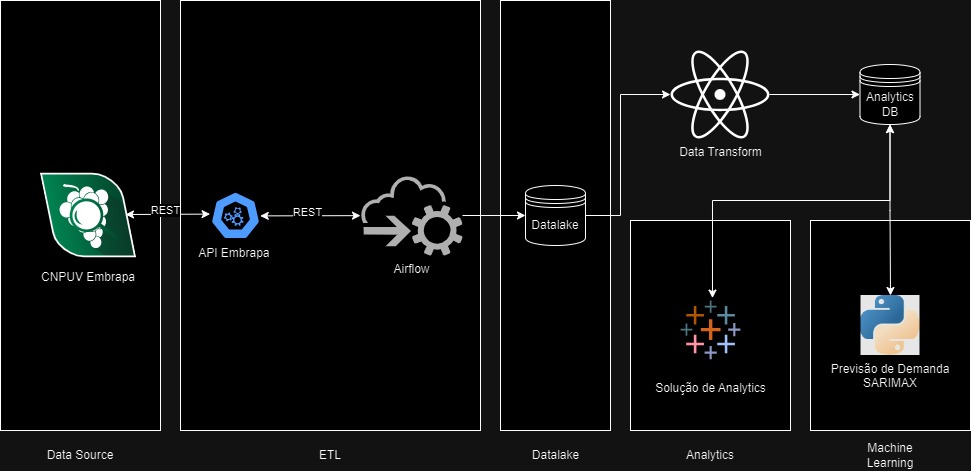 Data Transform
Analytics
DB
REST
REST
CNPUV Embrapa
API Embrapa
Airflow
Datalake
Solução de Analytics
Previsão de Demanda
SARIMAX
Data Source
ETL
Datalake
Analytics
Machine
Learning